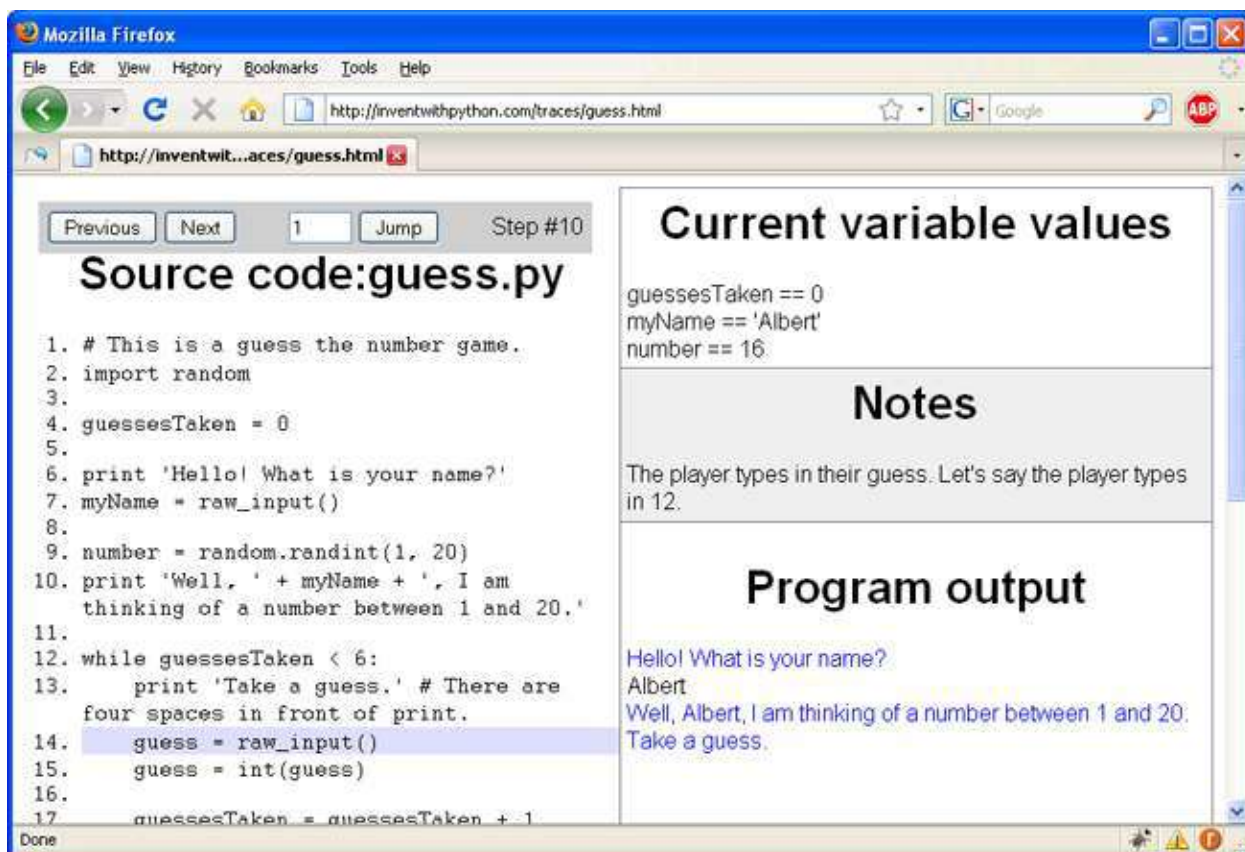 Mozilla Firefox
File Edit View History Bookmarks Tools Help
http://inventwithpython.com/traces/guess.html
G Google
ABP
http://inventwit...aces/guess.html
Previous Next 1 Jump Step #10
Source code:guess.py
1. # This is a guess the number game.
2. import random
3.
4. guessesTaken = 0
5.
6. print 'Hello! What is your name?'
7. myName = raw_input()
8.
9. number = random.randint(1, 20)
10. print 'Well, ' + myName + ', I am
thinking of a number between 1 and 20.'
11.
12. while guessesTaken < 6:
13. print 'Take a guess.' # There are
four spaces in front of print.
14. guess = raw_input()
15. guess = int(guess)
16.
17 guessesTaken = guessesTaken + 1
Current variable values
guessesTaken == 0
myName == 'Albert'
number == 16
Notes
The player types in their guess. Let's say the player types
in 12.
Program output
Hello! What is your name?
Albert
Well, Albert, I am thinking of a number between 1 and 20.
Take a guess.
Done